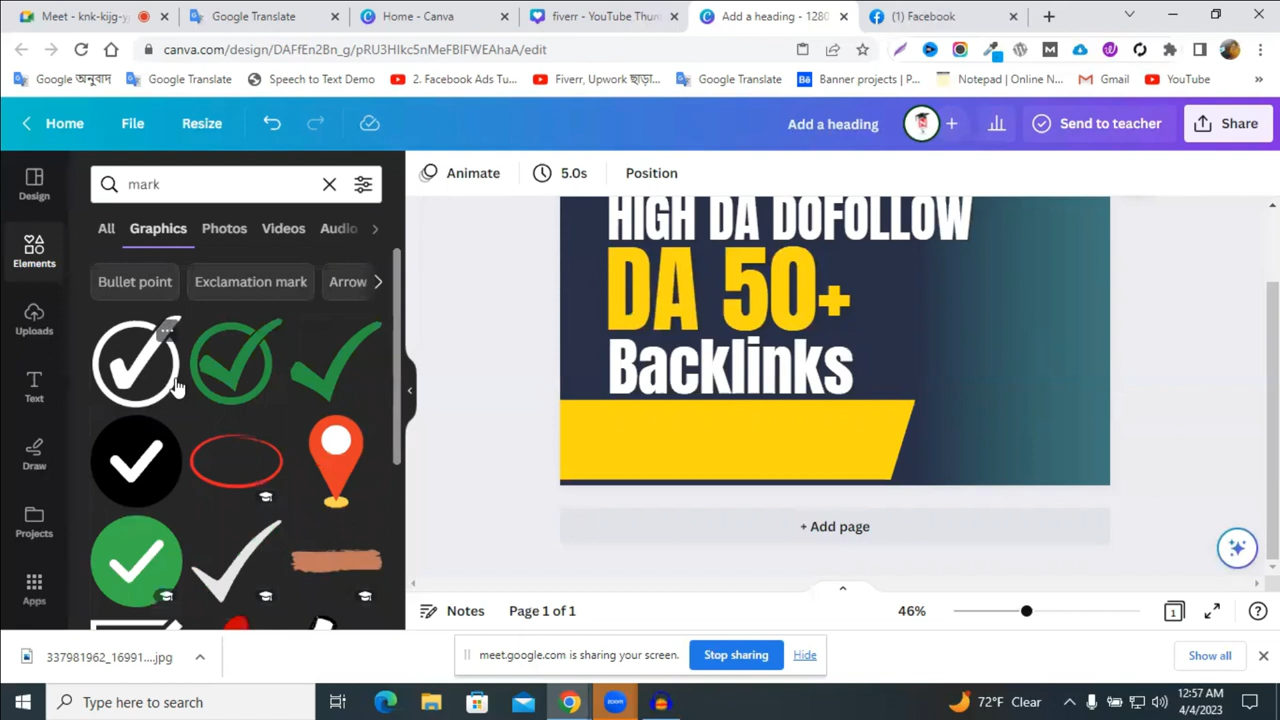 Meet - knk-kijg-y
Google Translate
Home - Canva
fiverr - YouTube Thum
Add a heading - 1280
(1) Facebook
canva.com/design/DAffEn2Bn_g/pRU3HIkc5nMeFBIFWEAhaA/edit
Google অনুবাদ
Google Translate
Speech to Text Demo
2. Facebook Ads Tu...
Fiverr, Upwork ছাড়া...
Google Translate
Banner projects | P...
Notepad | Online N...
Gmail
YouTube
Home
File
Resize
Add a heading
Send to teacher
Share
Design
Elements
Uploads
Text
Draw
Projects
Apps
mark
All
Graphics
Photos
Videos
Audio
Bullet point
Exclamation mark
Arrow
Animate
5.0s
Position
HIGH DA DOFOLLOW
DA 50+
Backlinks
+ Add page
Notes
Page 1 of 1
46%
1
337981962_16991....jpg
meet.google.com is sharing your screen.
Stop sharing
Hide
Show all
Type here to search
zoom
72°F Clear
12:57 AM
4/4/2023